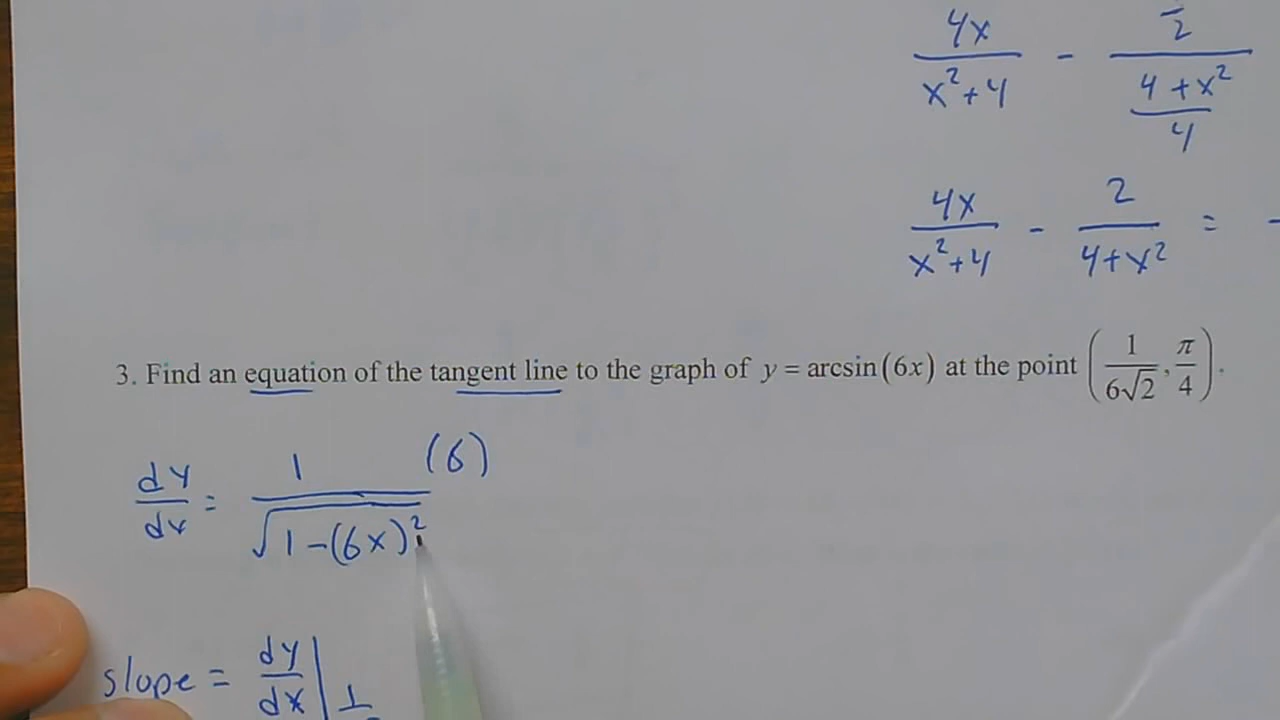 4x / (x² + 4) - 2 / ((4 + x²) / 4)
4x / (x² + 4) - 2 / (4 + x²) =
3. Find an equation of the tangent line to the graph of y = arcsin(6x) at the point (1 / (6√2), π/4).
dy/dx = 1 / √(1-(6x)²) (6)
slope = dy/dx | 1